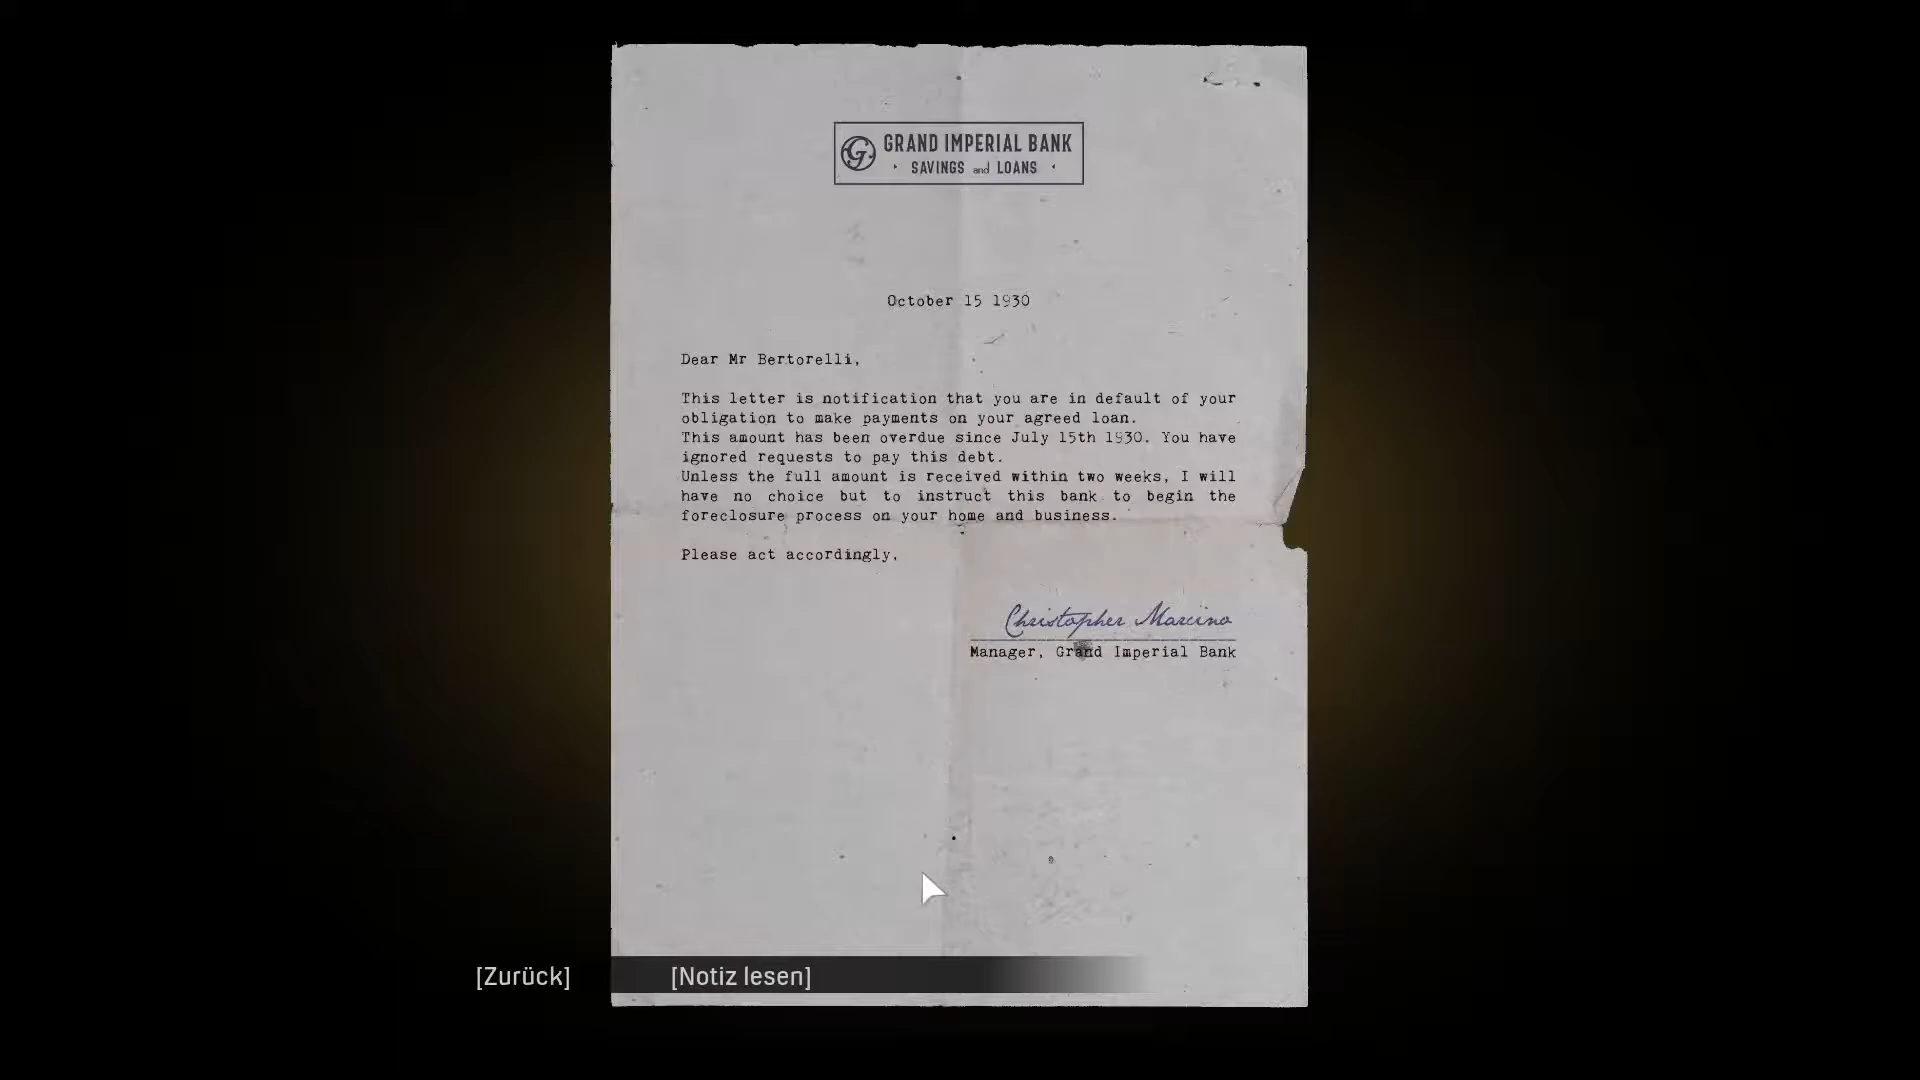 GRAND IMPERIAL BANK
SAVINGS and LOANS
October 15 1930
Dear Mr Bertorelli,
This letter is notification that you are in default of your
obligation to make payments on your agreed loan.
This amount has been overdue since July 15th 1930. You have
ignored requests to pay this debt.
Unless the full amount is received within two weeks, I will
have no choice but to instruct this bank to begin the
foreclosure process on your home and business.
Please act accordingly.
Christopher Marcino
Manager, Grand Imperial Bank
[Zurück] [Notiz lesen]